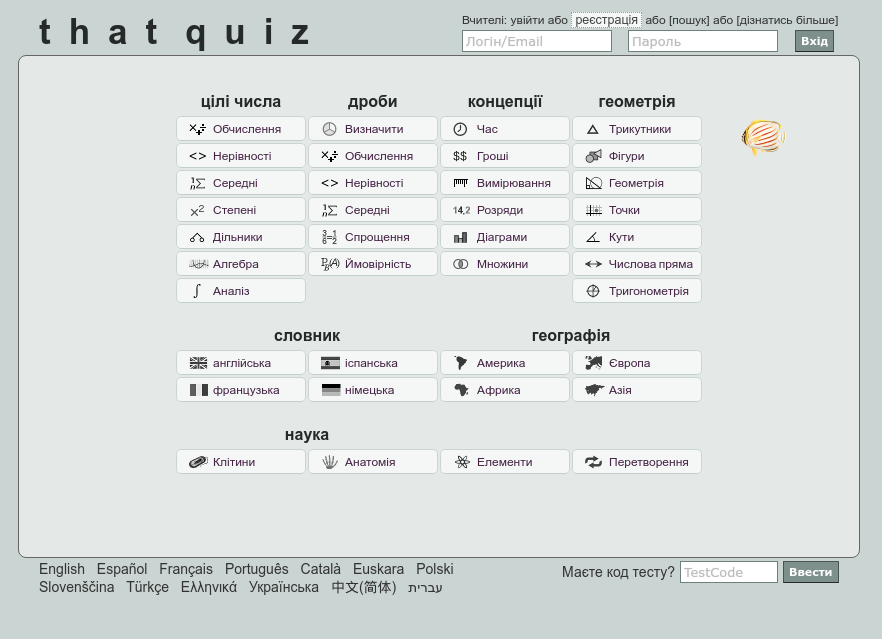 thatquiz
Вчителі: увійти або реєстрація або [пошук] або [дізнатись більше]
Логін/Email Пароль Вхід
цілі числа дроби концепції геометрія
Обчислення Визначити Час Трикутники
Нерівності Обчислення $$ Гроші Фігури
Середні Нерівності Вимірювання Геометрія
Степені Середні 14,2 Розряди Точки
Дільники Спрощення Діаграми Кути
Алгебра Ймовірність Множини Числова пряма
Аналіз Тригонометрія
словник географія
англійська іспанська Америка Європа
французька німецька Африка Азія
наука
Клітини Анатомія Елементи Перетворення
English Español Français Português Català Euskara Polski
Slovenščina Türkçe Ελληνικά Українська 中文(简体) עברית
Маєте код тесту? TestCode Ввести